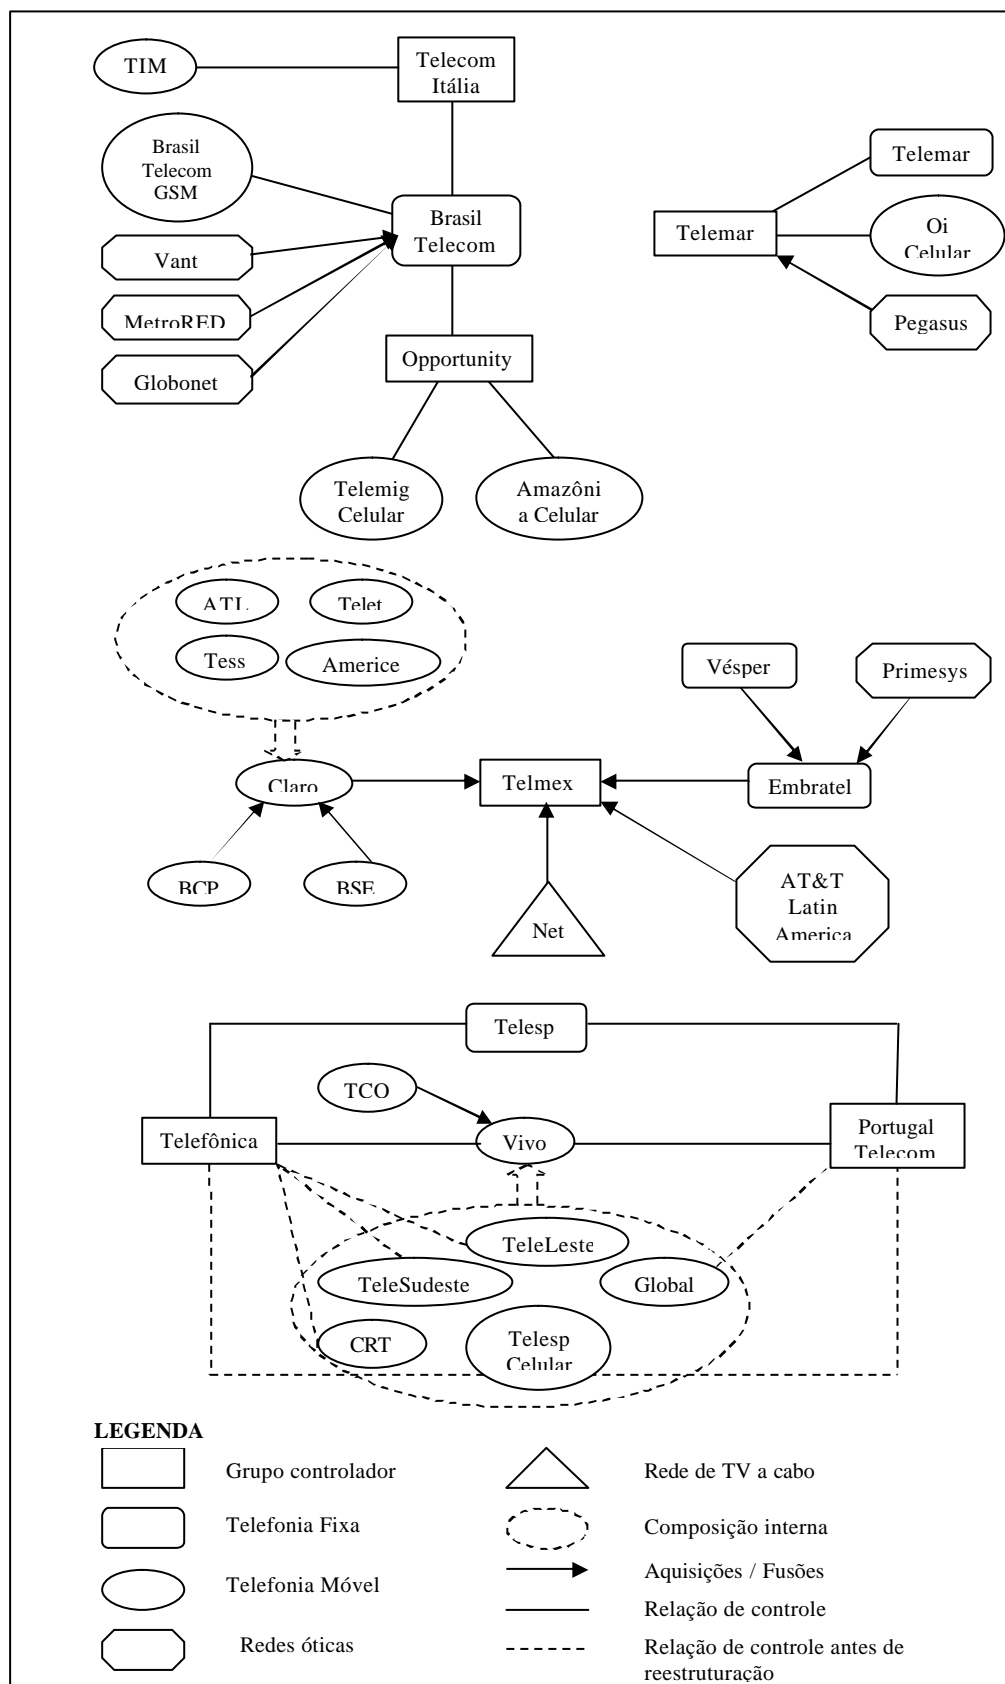 TIM
Telecom
Itália
Brasil
Telecom
GSM
Telemar
Brasil
Telecom
Telemar
Oi
Celular
Vant
MetroRED
Pegasus
Globonet
Opportunity
Telemig
Celular
Amazôni
a Celular
ATL
Telet
Tess
Americe
Vésper
Primesys
Claro
Telmex
Embratel
BCP
BSE
Net
AT&T
Latin
America
Telesp
TCO
Telefônica
Vivo
Portugal
Telecom
TeleLeste
TeleSudeste
Global
CRT
Telesp
Celular
LEGENDA
Grupo controlador
Rede de TV a cabo
Telefonia Fixa
Composição interna
Telefonia Móvel
Aquisições / Fusões
Relação de controle
Redes óticas
Relação de controle antes de
reestruturação